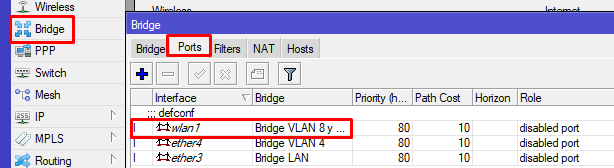 Wireless
Internet
Bridge
PPP
Switch
Mesh
IP
MPLS
Routing
Bridge
Bridge Ports Filters NAT Hosts
Interface Bridge Priority (h... Path Cost Horizon Role
;;; defconf
I wlan1 Bridge VLAN 8 y ... 80 10 disabled port
I ether4 Bridge VLAN 4 80 10 disabled port
I ether3 Bridge LAN 80 10 disabled port